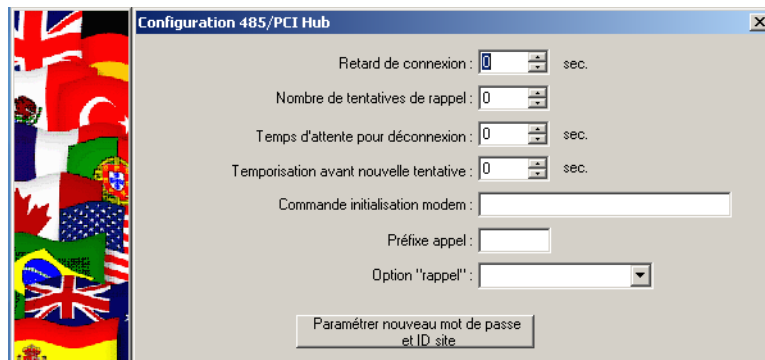 Configuration 485/PCI Hub
Retard de connexion : 0 sec.
Nombre de tentatives de rappel : 0
Temps d'attente pour déconnexion : 0 sec.
Temporisation avant nouvelle tentative : 0 sec.
Commande initialisation modem :
Préfixe appel :
Option "rappel" :
Paramétrer nouveau mot de passe
et ID site